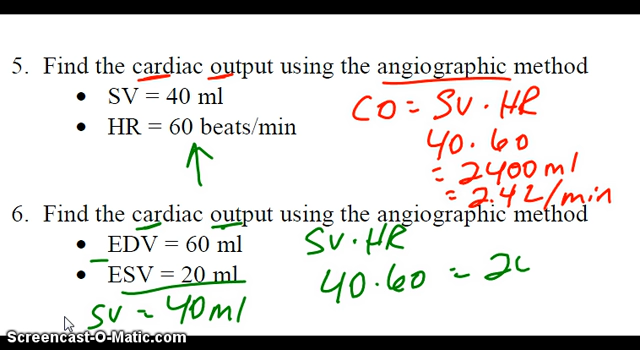 5. Find the cardiac output using the angiographic method
• SV = 40 ml
• HR = 60 beats/min
CO = SV · HR
40 · 60
= 2400 ml
= 2.4 L/min
6. Find the cardiac output using the angiographic method
• EDV = 60 ml
• ESV = 20 ml
SV = 40 ml
SV · HR
40 · 60 = 24
Screencast-O-Matic.com